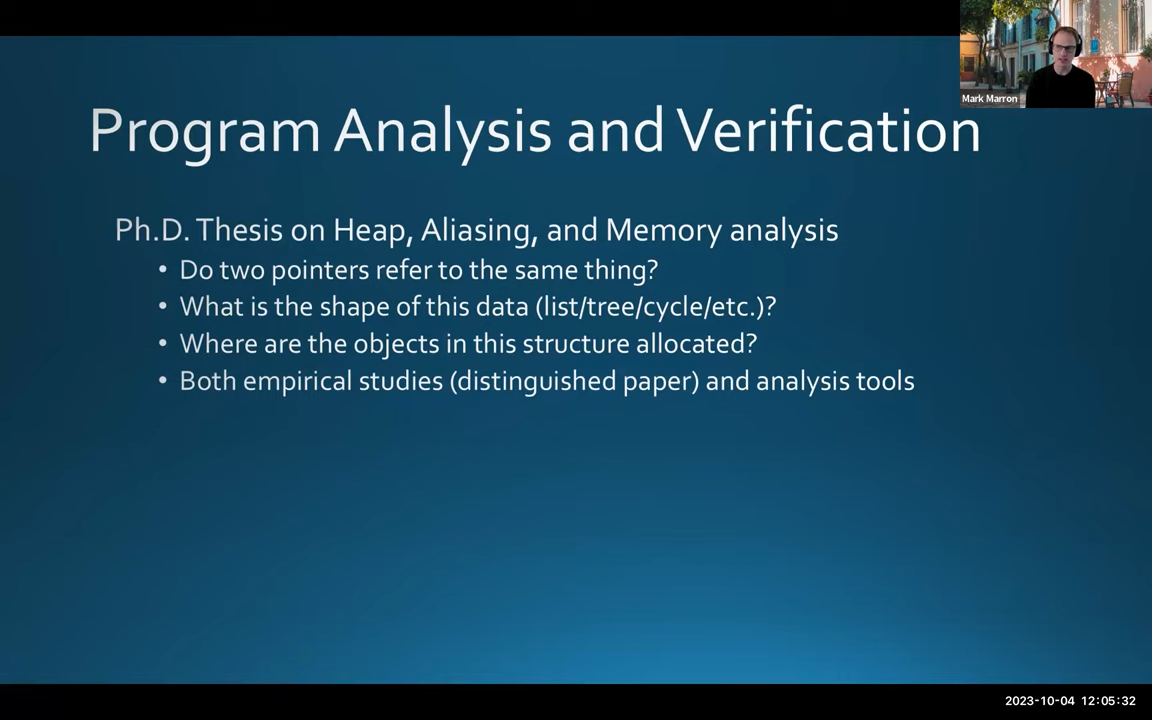 Mark Marron
Program Analysis and Verification
Ph.D. Thesis on Heap, Aliasing, and Memory analysis
• Do two pointers refer to the same thing?
• What is the shape of this data (list/tree/cycle/etc.)?
• Where are the objects in this structure allocated?
• Both empirical studies (distinguished paper) and analysis tools
2023-10-04 12:05:32